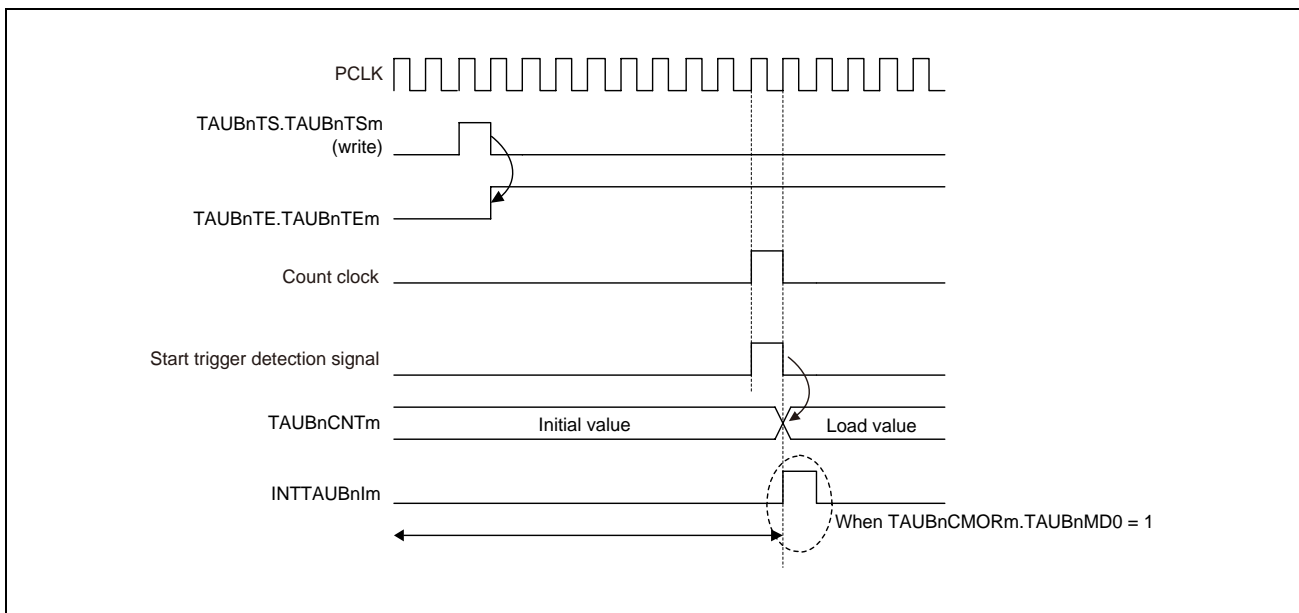 PCLK
TAUBnTS.TAUBnTSm
(write)
TAUBnTE.TAUBnTEm
Count clock
Start trigger detection signal
TAUBnCNTm
Initial value
Load value
INTTAUBnIm
When TAUBnCMORm.TAUBnMD0 = 1